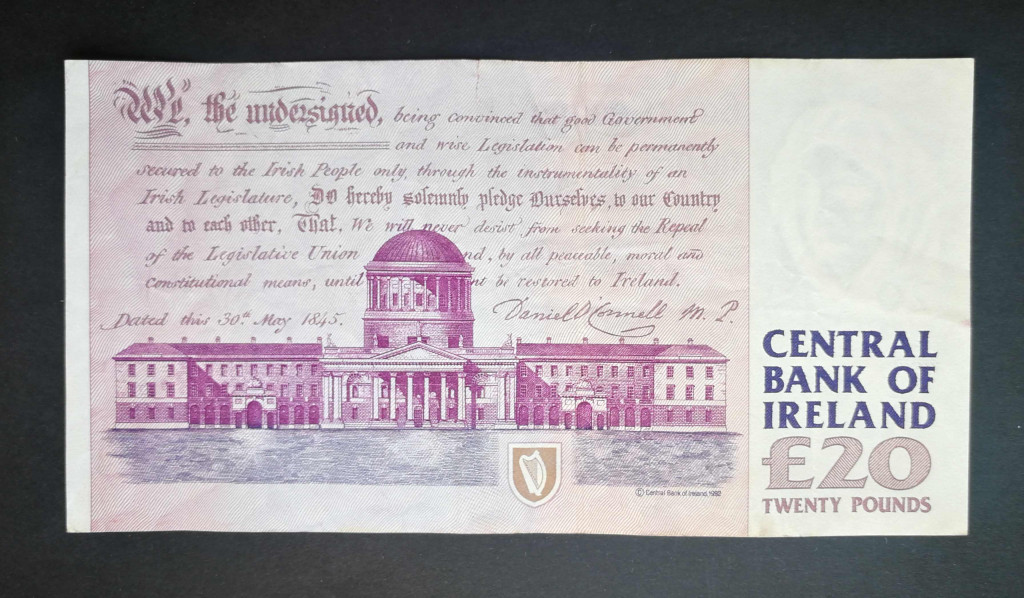 We, the undersigned, being convinced that good Government
and wise Legislation can be permanently
secured to the Irish People only, through the instrumentality of an
Irish Legislature, Do hereby solemnly pledge Ourselves, to our Country
and to each other, That, We will never desist from seeking the Repeal
of the Legislative Union nd, by all peaceable, moral and
constitutional means, until nt be restored to Ireland.
Dated this 30th May 1845. Daniel O'Connell M. P.
CENTRAL
BANK OF
IRELAND
£20
TWENTY POUNDS
© Central Bank of Ireland, 1992